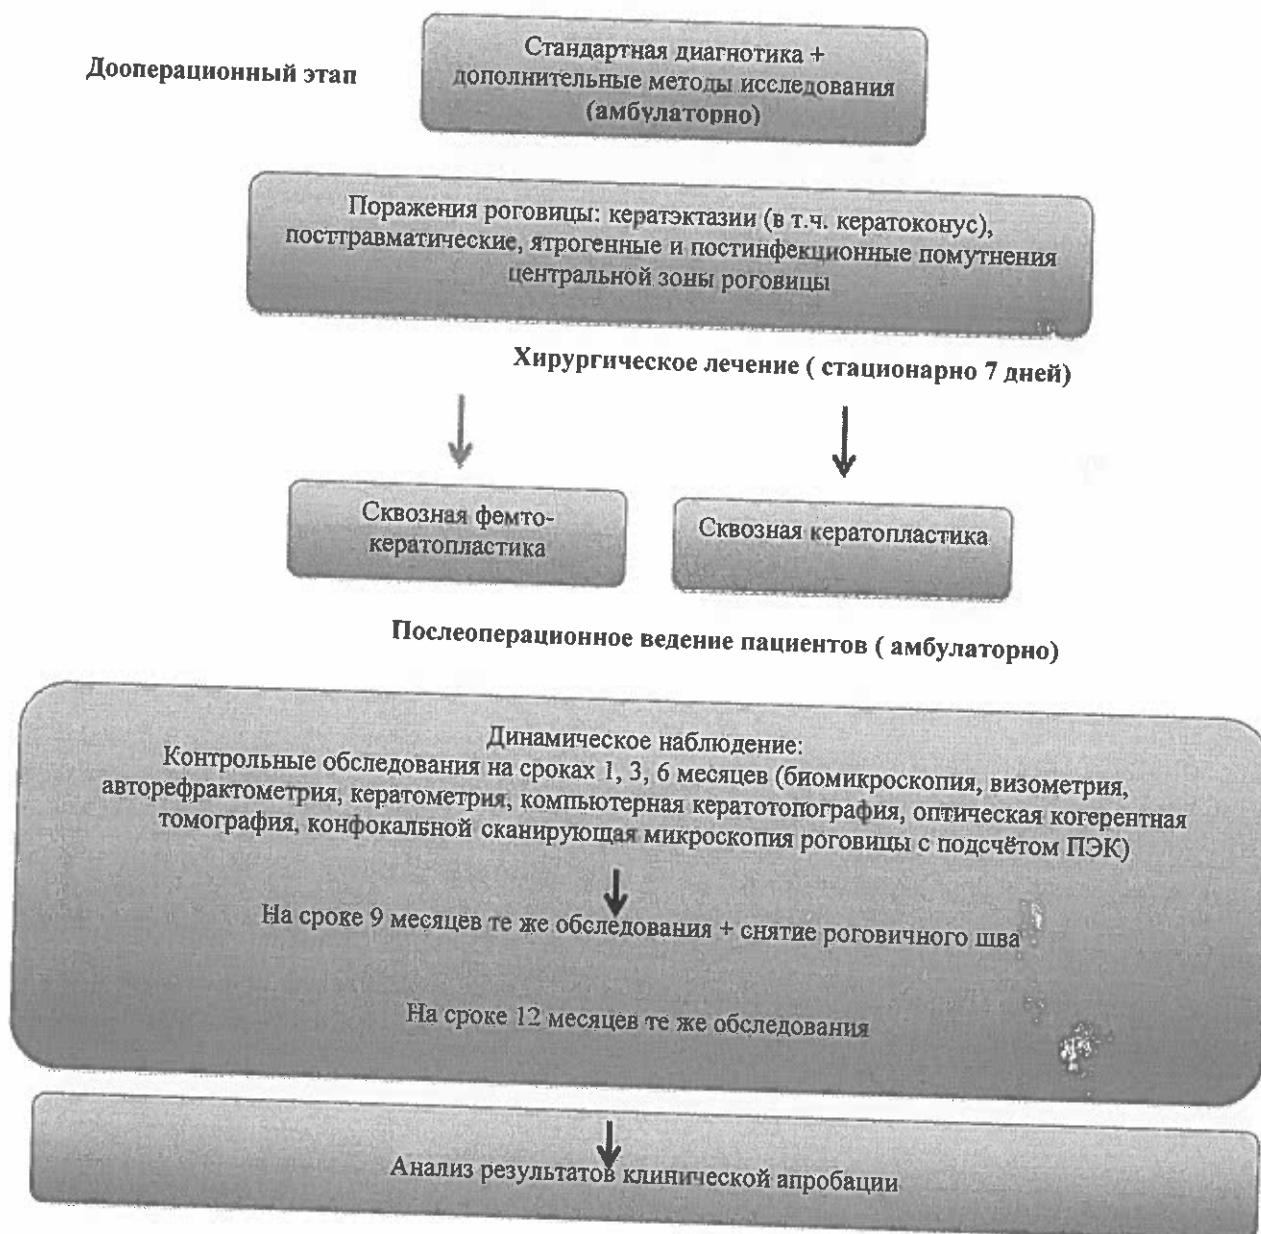 Дооперационный этап
Стандартная диагнотика +
дополнительные методы исследования
(амбулаторно)
Поражения роговицы: кератэктазии (в т.ч. кератоконус),
посттравматические, ятрогенные и постинфекционные помутнения
центральной зоны роговицы
Хирургическое лечение ( стационарно 7 дней)
Сквозная фемто-
кератопластика
Сквозная кератопластика
Послеоперационное ведение пациентов ( амбулаторно)
Динамическое наблюдение:
Контрольные обследования на сроках 1, 3, 6 месяцев (биомикроскопия, визометрия,
авторефрактометрия, кератометрия, компьютерная кератотопография, оптическая когерентная
томография, конфокальной сканирующая микроскопия роговицы с подсчётом ПЭК)
На сроке 9 месяцев те же обследования + снятие роговичного шва
На сроке 12 месяцев те же обследования
Анализ результатов клинической апробации